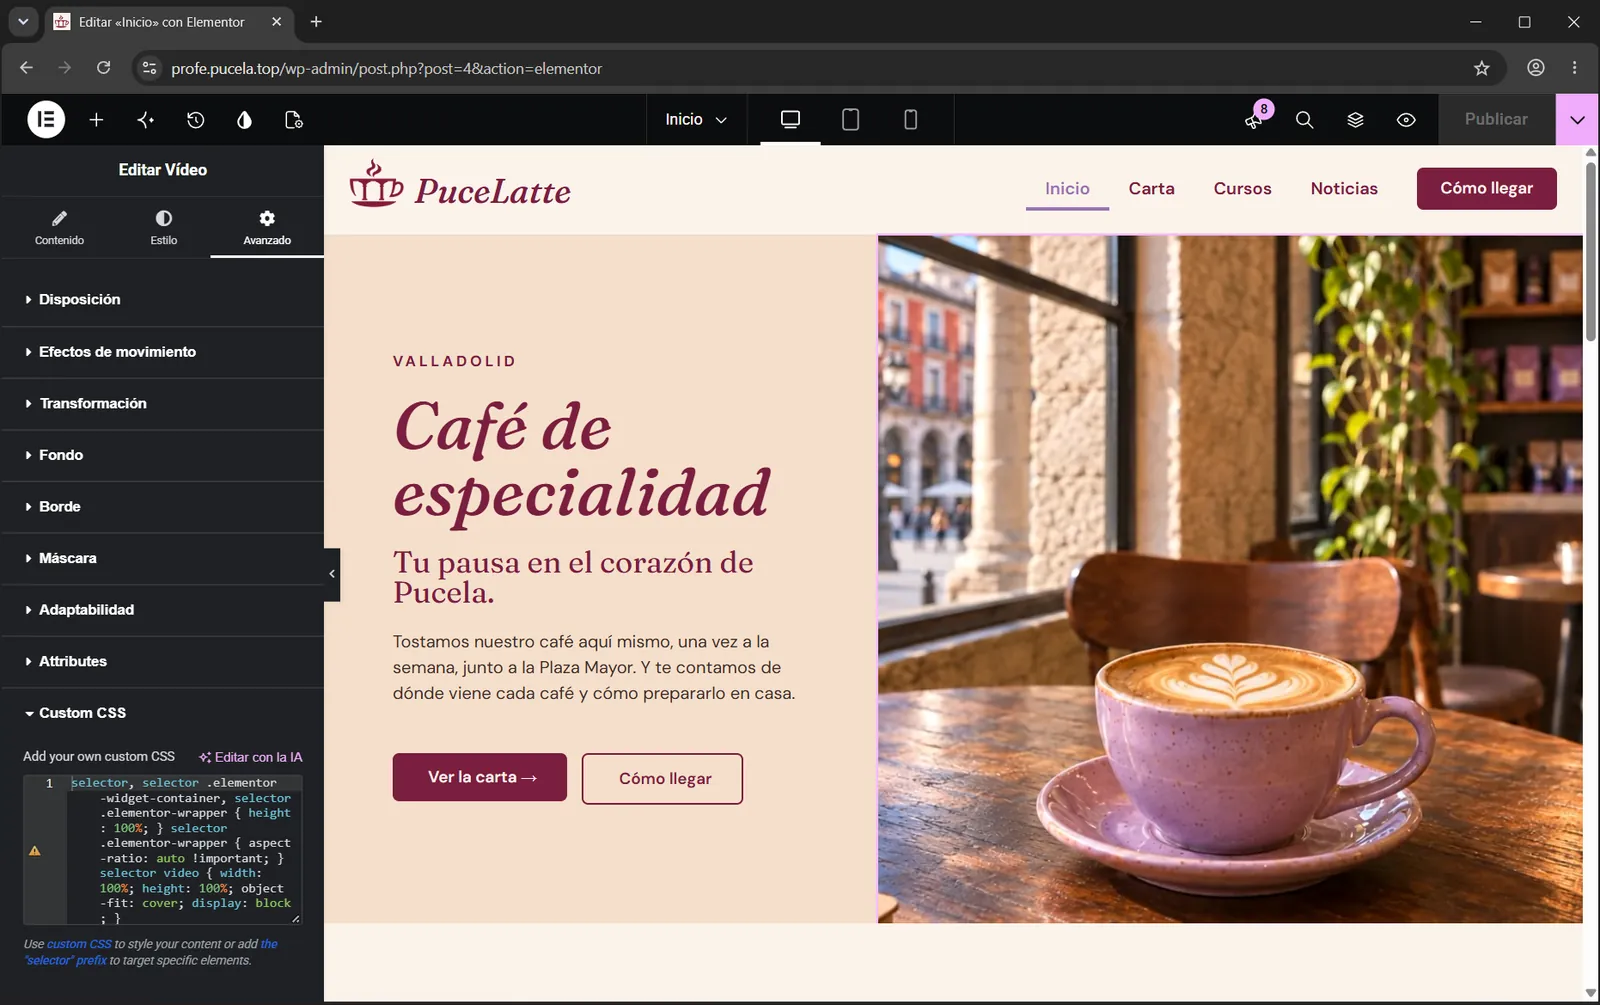 Editar «Inicio» con Elementor
profe.pucela.top/wp-admin/post.php?post=4&action=elementor
Inicio
8
Publicar
Editar Vídeo
Contenido
Estilo
Avanzado
Disposición
Efectos de movimiento
Transformación
Fondo
Borde
Máscara
Adaptabilidad
Attributes
Custom CSS
Add your own custom CSS
Editar con la IA
1
selector, selector .elementor
-widget-container, selector
.elementor-wrapper { height
: 100%; } selector
.elementor-wrapper { aspect
-ratio: auto !important; }
selector video { width:
100%; height: 100%; object
-fit: cover; display: block
; }
Use custom CSS to style your content or add the
"selector" prefix to target specific elements.
PuceLatte
Inicio
Carta
Cursos
Noticias
Cómo llegar
VALLADOLID
Café de
especialidad
Tu pausa en el corazón de
Pucela.
Tostamos nuestro café aquí mismo, una vez a la
semana, junto a la Plaza Mayor. Y te contamos de
dónde viene cada café y cómo prepararlo en casa.
Ver la carta →
Cómo llegar